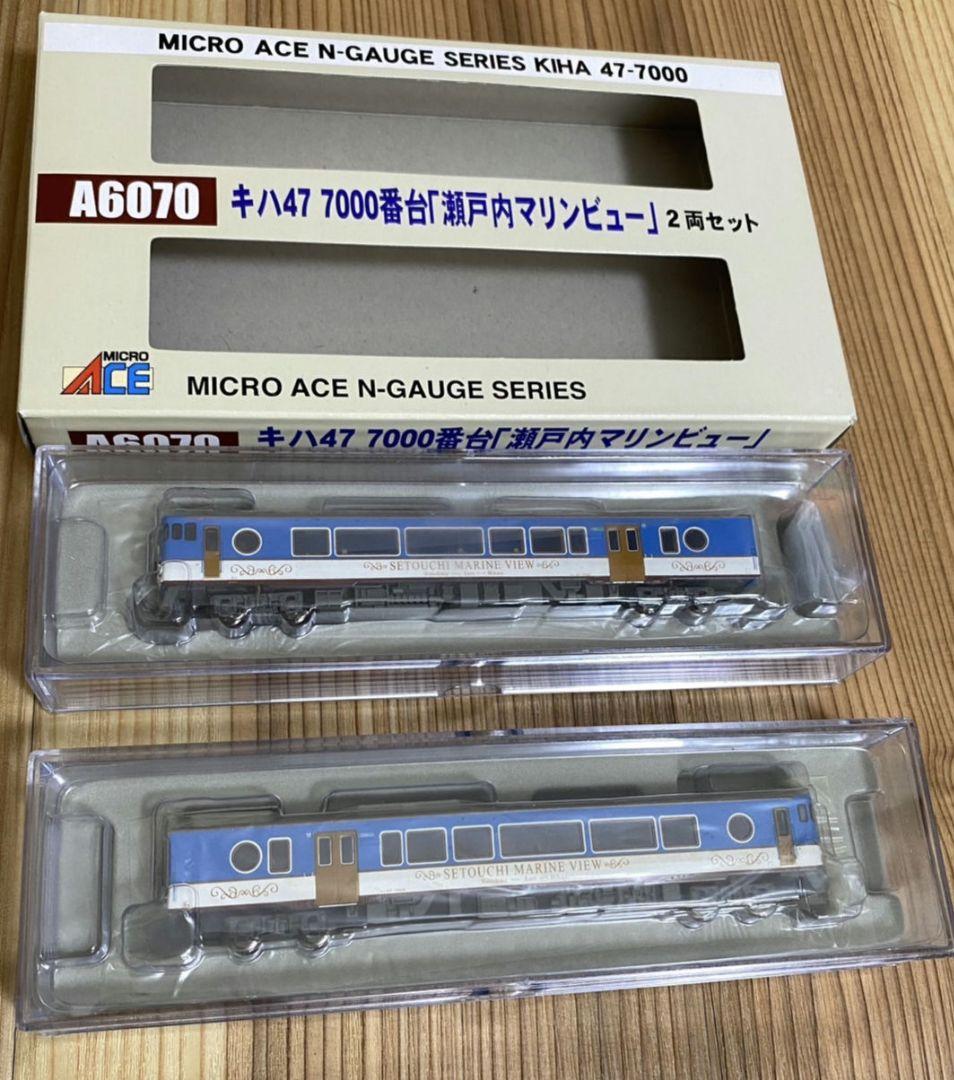 MICRO ACE N-GAUGE SERIES KIHA 47-7000
A6070 キハ47 7000番台「瀬戸内マリンビュー」2両セット
MICRO ACE
MICRO ACE N-GAUGE SERIES
A6070 キハ47 7000番台「瀬戸内マリンビュー」
SETOUCHI MARINE VIEW
SETOUCHI MARINE VIEW